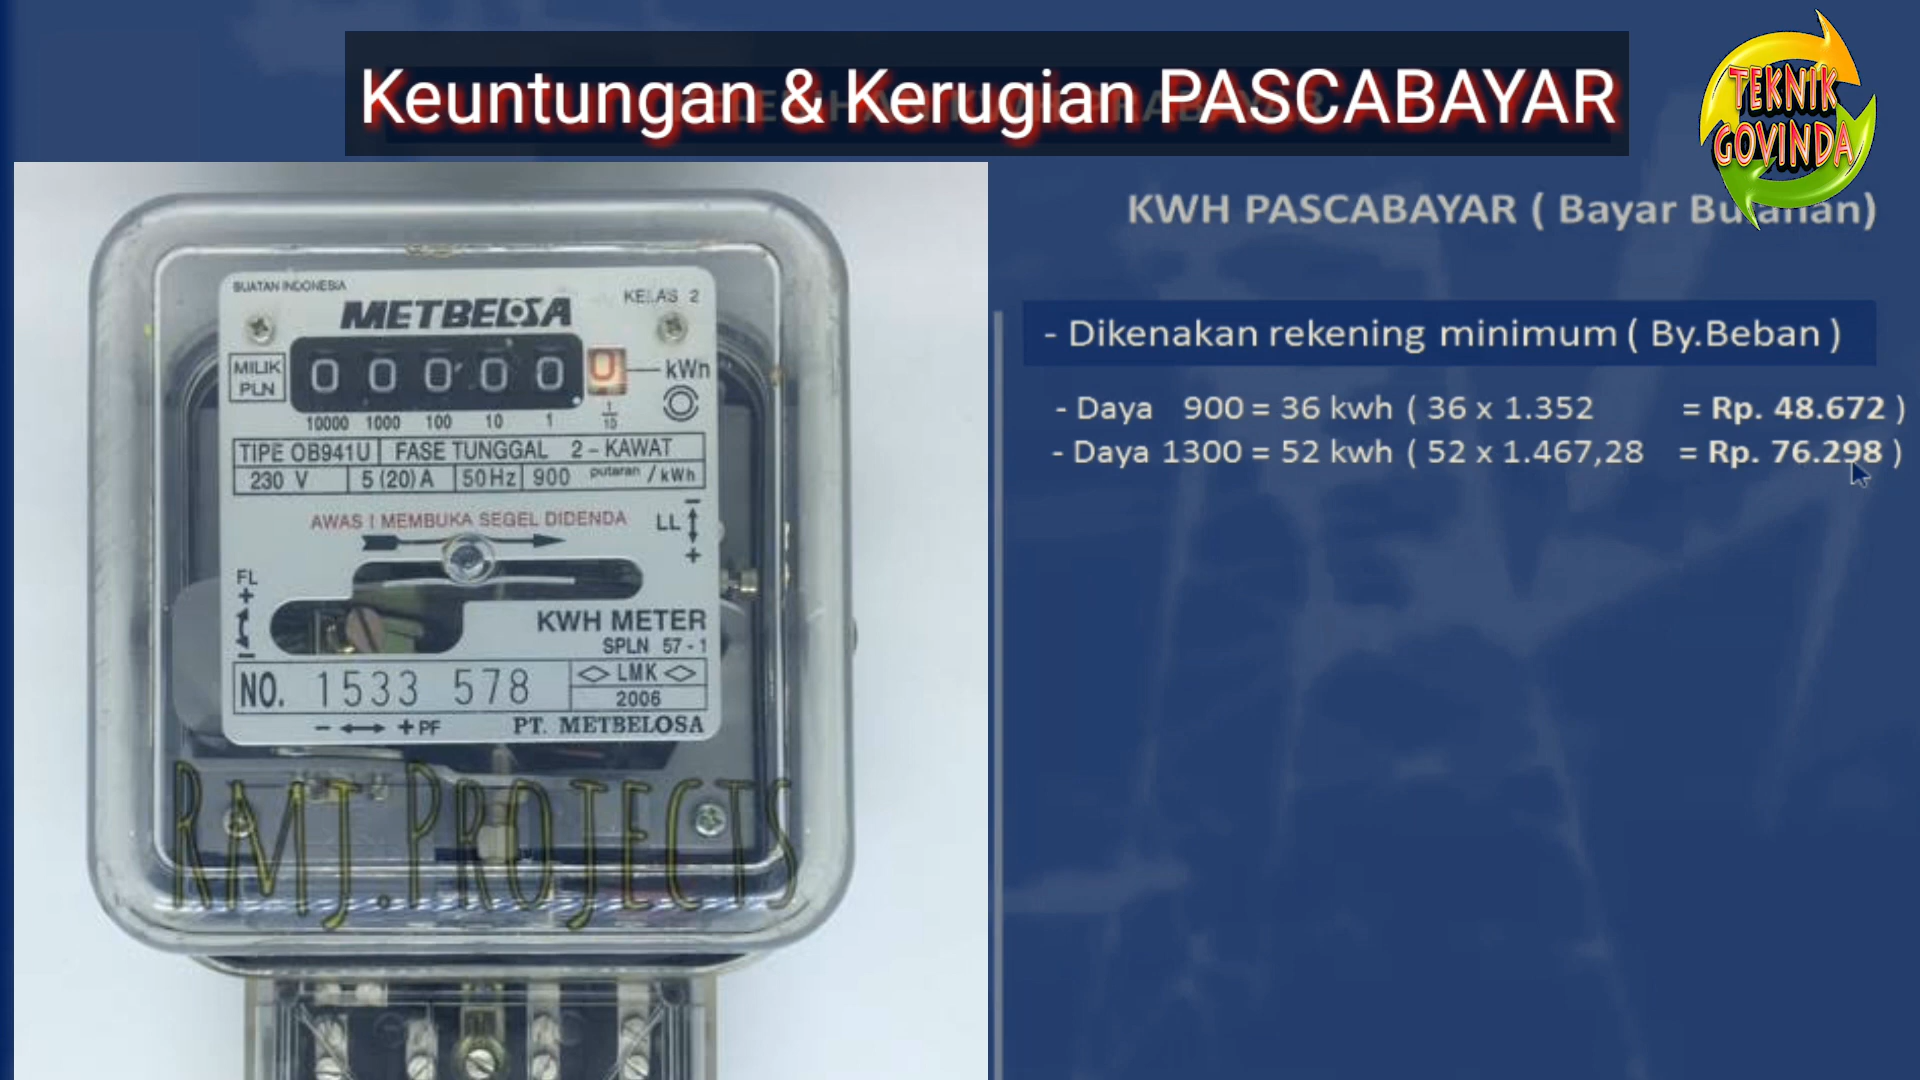 Keuntungan & Kerugian PASCABAYAR
TEKNIK
GOVINDA
KWH PASCABAYAR ( Bayar Bulanan)
- Dikenakan rekening minimum ( By.Beban )
- Daya 900 = 36 kwh ( 36 x 1.352 = Rp. 48.672 )
- Daya 1300 = 52 kwh ( 52 x 1.467,28 = Rp. 76.298 )
BUATAN INDONESIA
METBELOSA
KELAS 2
MILIK
PLN
0 0 0 0 0 0
kWh
10000 1000 100 10 1 1/10
TIPE OB941U FASE TUNGGAL 2 - KAWAT
230 V 5 (20) A 50 Hz 900 putaran / kWh
AWAS ! MEMBUKA SEGEL DIDENDA
LL
+
FL
+
KWH METER
SPLN 57 - 1
NO. 1533 578
LMK
2006
- +PF
PT. METBELOSA
RMJ.PROJECTS